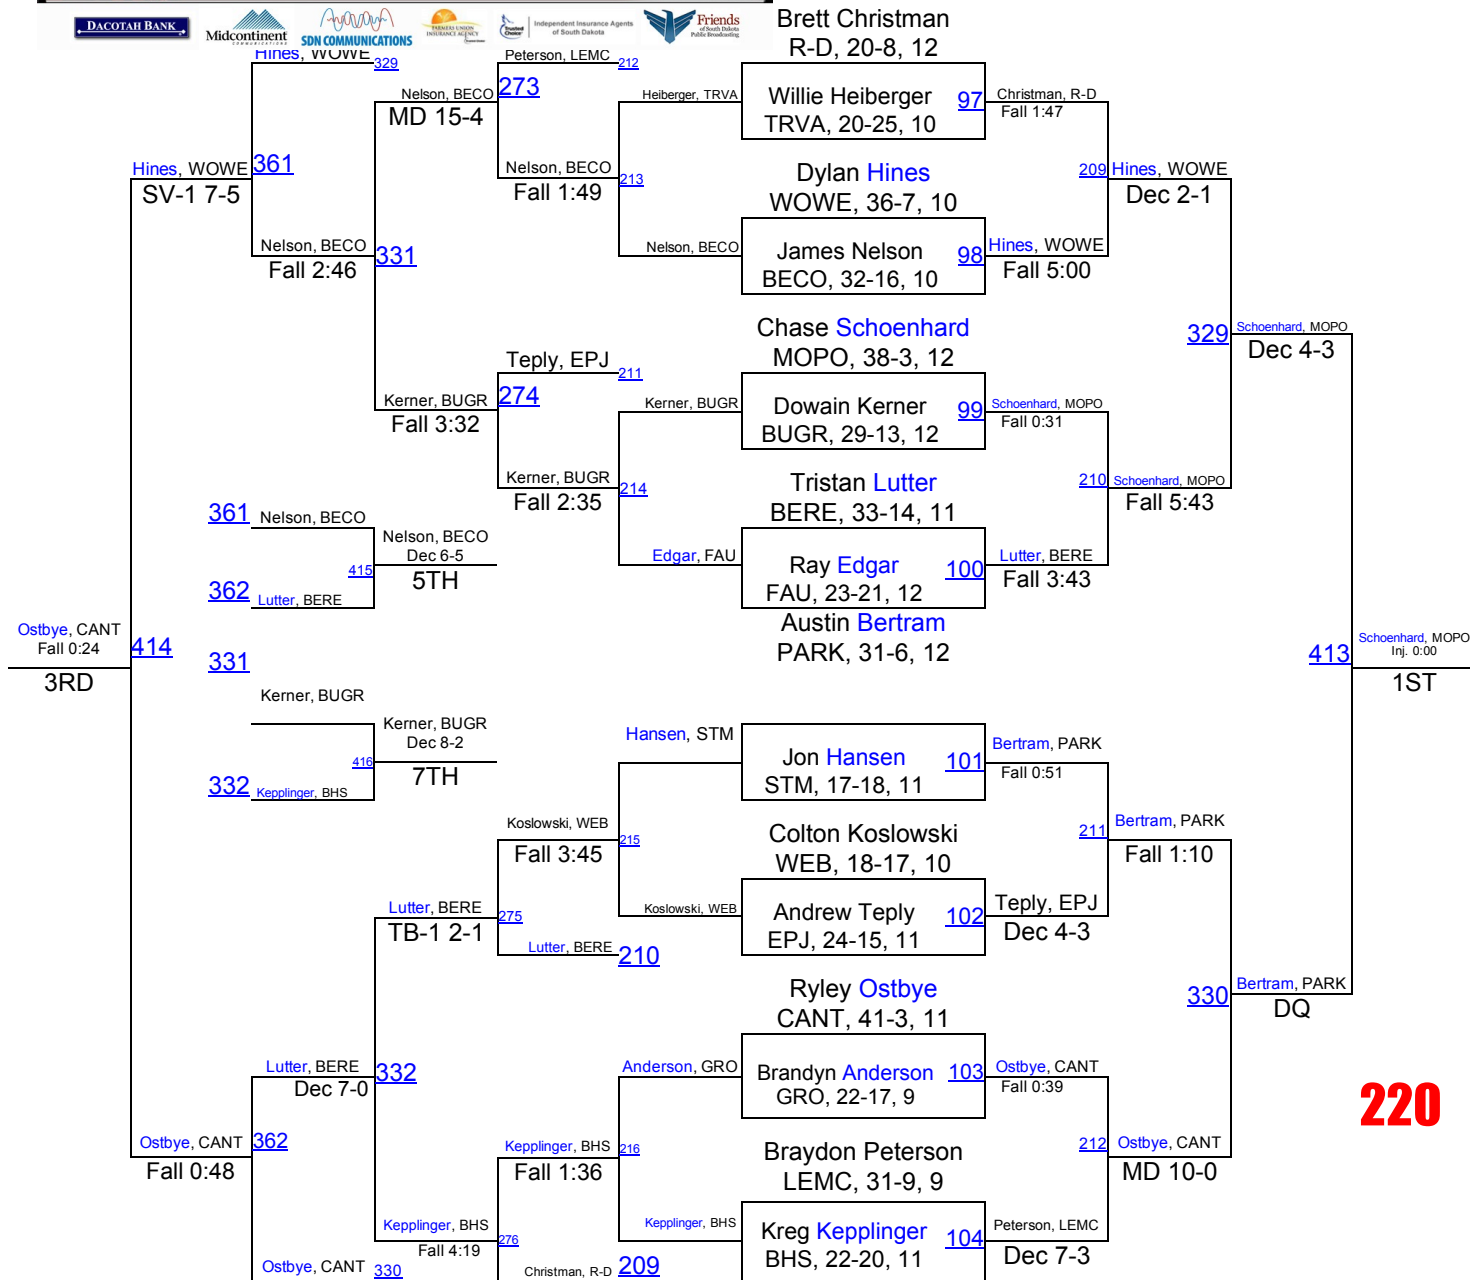 DACOTAH BANK
Midcontinent
COMMUNICATIONS
SDN COMMUNICATIONS
FARMERS UNION
INSURANCE AGENCY
Trusted
Choice
Independent Insurance Agents
of South Dakota
Friends
of South Dakota
Public Broadcasting
Brett Christman
R-D, 20-8, 12
Willie Heiberger
TRVA, 20-25, 10
97
Dylan Hines
WOWE, 36-7, 10
James Nelson
BECO, 32-16, 10
98
Chase Schoenhard
MOPO, 38-3, 12
Dowain Kerner
BUGR, 29-13, 12
99
Tristan Lutter
BERE, 33-14, 11
Ray Edgar
FAU, 23-21, 12
100
Austin Bertram
PARK, 31-6, 12
Jon Hansen
STM, 17-18, 11
101
Colton Koslowski
WEB, 18-17, 10
Andrew Teply
EPJ, 24-15, 11
102
Ryley Ostbye
CANT, 41-3, 11
Brandyn Anderson
GRO, 22-17, 9
103
Braydon Peterson
LEMC, 31-9, 9
Kreg Kepplinger
BHS, 22-20, 11
104
Christman, R-D
Fall 1:47
Hines, WOWE
Fall 5:00
Schoenhard, MOPO
Fall 0:31
Lutter, BERE
Fall 3:43
Bertram, PARK
Fall 0:51
Teply, EPJ
Dec 4-3
Ostbye, CANT
Fall 0:39
Peterson, LEMC
Dec 7-3
209
Hines, WOWE
Dec 2-1
210
Schoenhard, MOPO
Fall 5:43
211
Bertram, PARK
Fall 1:10
212
Ostbye, CANT
MD 10-0
329
Schoenhard, MOPO
Dec 4-3
330
Bertram, PARK
DQ
413
Schoenhard, MOPO
Inj. 0:00
1ST
220
Heiberger, TRVA
Nelson, BECO
213
Kerner, BUGR
Edgar, FAU
214
Hansen, STM
Koslowski, WEB
215
Anderson, GRO
Kepplinger, BHS
216
Peterson, LEMC
212
273
Nelson, BECO
Fall 1:49
Teply, EPJ
211
274
Kerner, BUGR
Fall 2:35
Koslowski, WEB
Fall 3:45
275
Lutter, BERE
210
Kepplinger, BHS
Fall 1:36
276
Christman, R-D
209
Nelson, BECO
MD 15-4
331
Kerner, BUGR
Fall 3:32
Lutter, BERE
TB-1 2-1
332
Kepplinger, BHS
Fall 4:19
Hines, WOWE
329
361
Nelson, BECO
Fall 2:46
Lutter, BERE
Dec 7-0
362
Ostbye, CANT
330
Hines, WOWE
SV-1 7-5
Ostbye, CANT
Fall 0:48
414
Ostbye, CANT
Fall 0:24
3RD
361
Nelson, BECO
362
Lutter, BERE
415
Nelson, BECO
Dec 6-5
5TH
331
Kerner, BUGR
332
Kepplinger, BHS
416
Kerner, BUGR
Dec 8-2
7TH